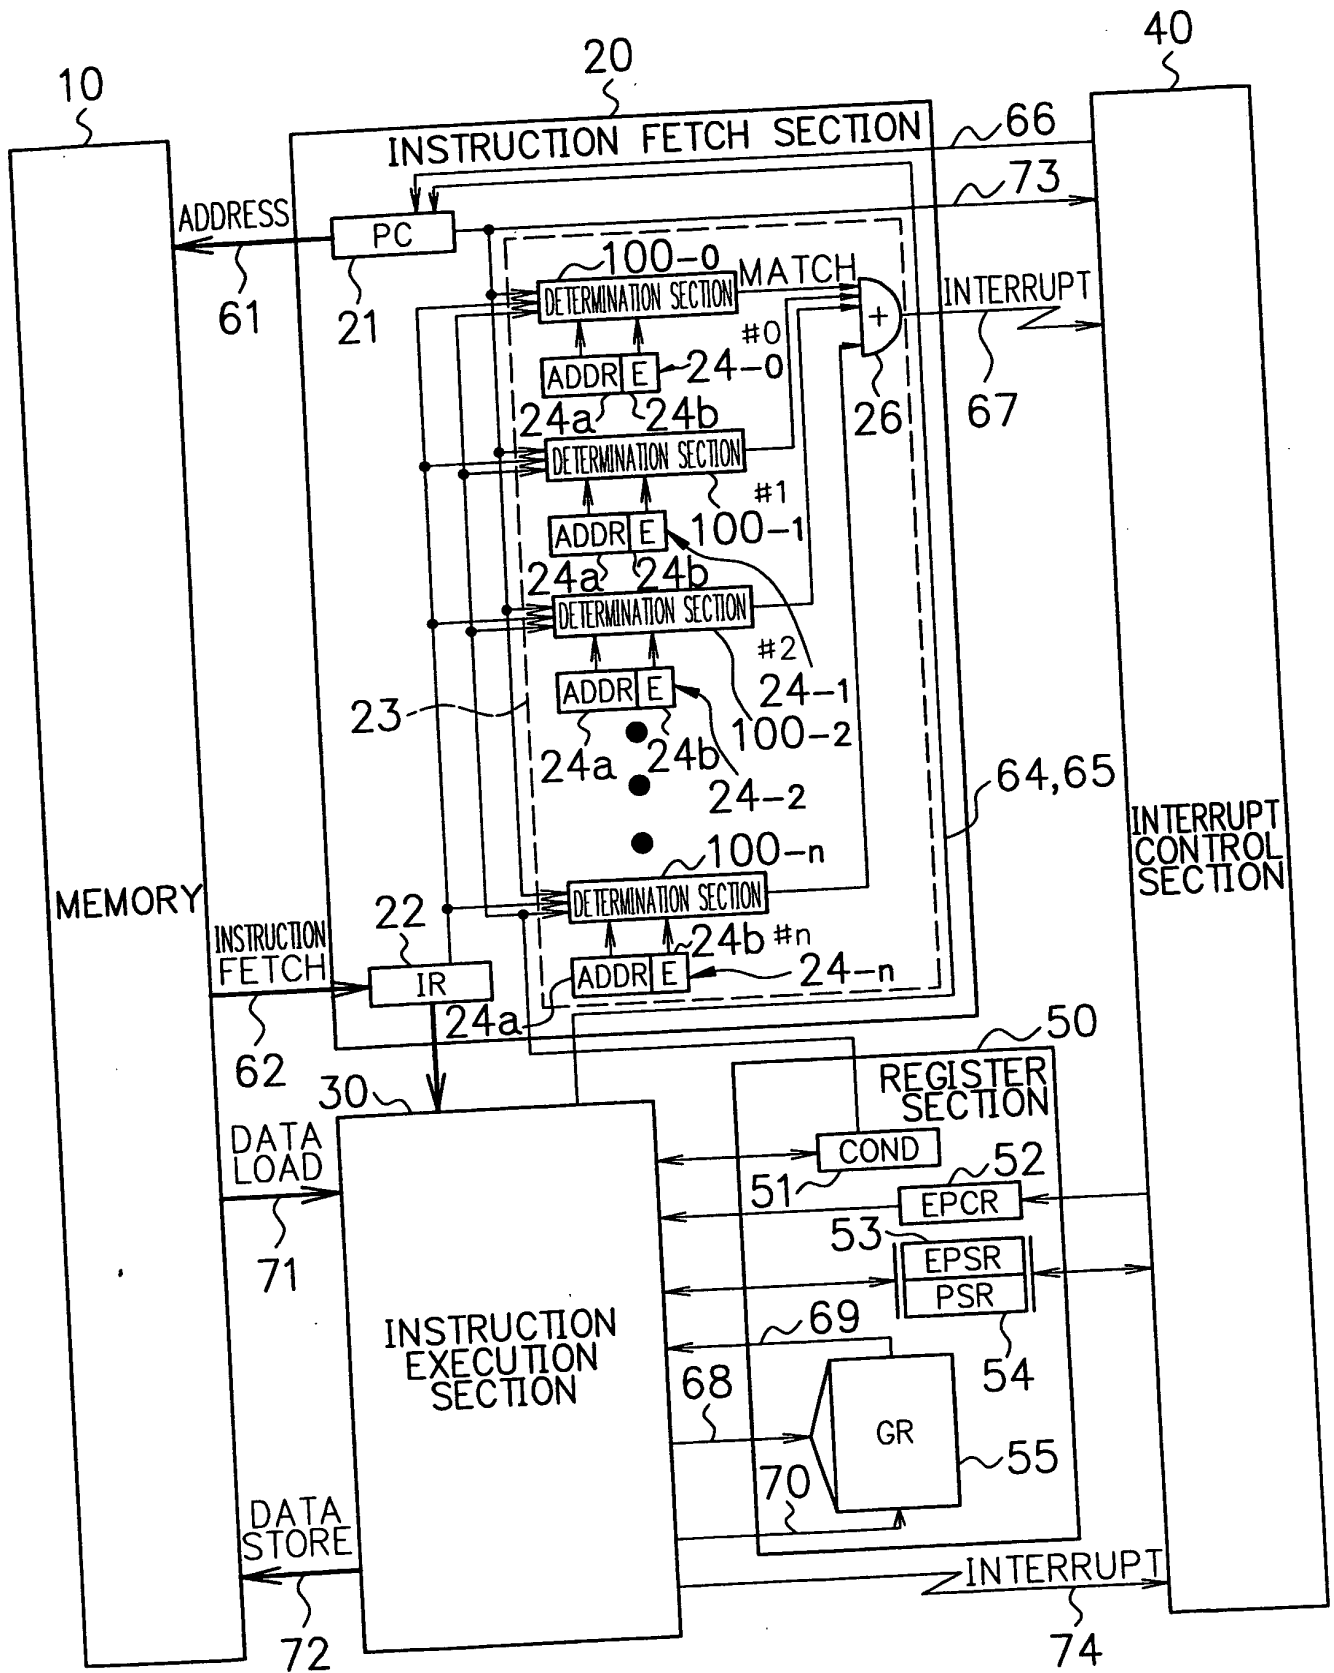 10
20
40
INSTRUCTION FETCH SECTION
66
73
ADDRESS
PC
61
21
100-0
MATCH
DETERMINATION SECTION
INTERRUPT
+
#0
ADDR E
24-0
24a 24b
26
67
DETERMINATION SECTION
#1
100-1
ADDR E
24a 24b
DETERMINATION SECTION
#2
24-1
ADDR E
23
100-2
24a 24b
24-2
64,65
100-n
INTERRUPT
CONTROL
SECTION
MEMORY
DETERMINATION SECTION
22
24b #n
INSTRUCTION
FETCH
IR
ADDR E
24-n
24a
62
50
30
REGISTER
SECTION
DATA
LOAD
COND
51
52
EPCR
71
53
EPSR
PSR
54
INSTRUCTION
EXECUTION
SECTION
69
68
GR
55
70
DATA
STORE
INTERRUPT
72
74